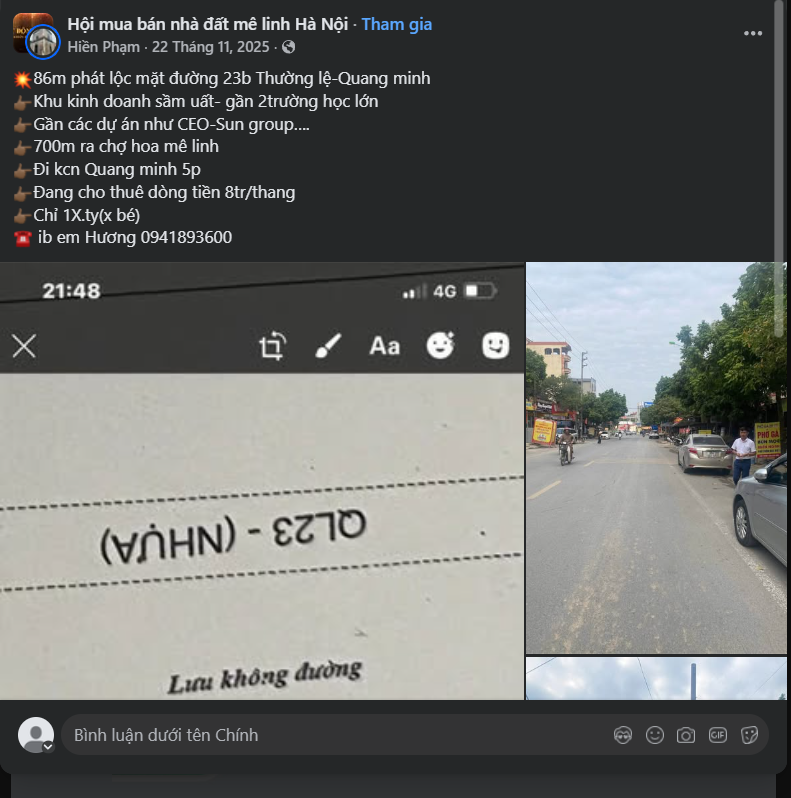 Hội mua bán nhà đất mê linh Hà Nội · Tham gia
Hiền Phạm · 22 Tháng 11, 2025 ·
86m phát lộc mặt đường 23b Thường lệ-Quang minh
Khu kinh doanh sầm uất- gần 2trường học lớn
Gần các dự án như CEO-Sun group....
700m ra chợ hoa mê linh
Đi kcn Quang minh 5p
Đang cho thuê dòng tiền 8tr/thang
Chỉ 1X.ty(x bé)
ib em Hương 0941893600
21:48
4G
Aa
QL23 - (NHỰA)
Lưu không đường
PHỞ GÀ
Bình luận dưới tên Chính
GIF